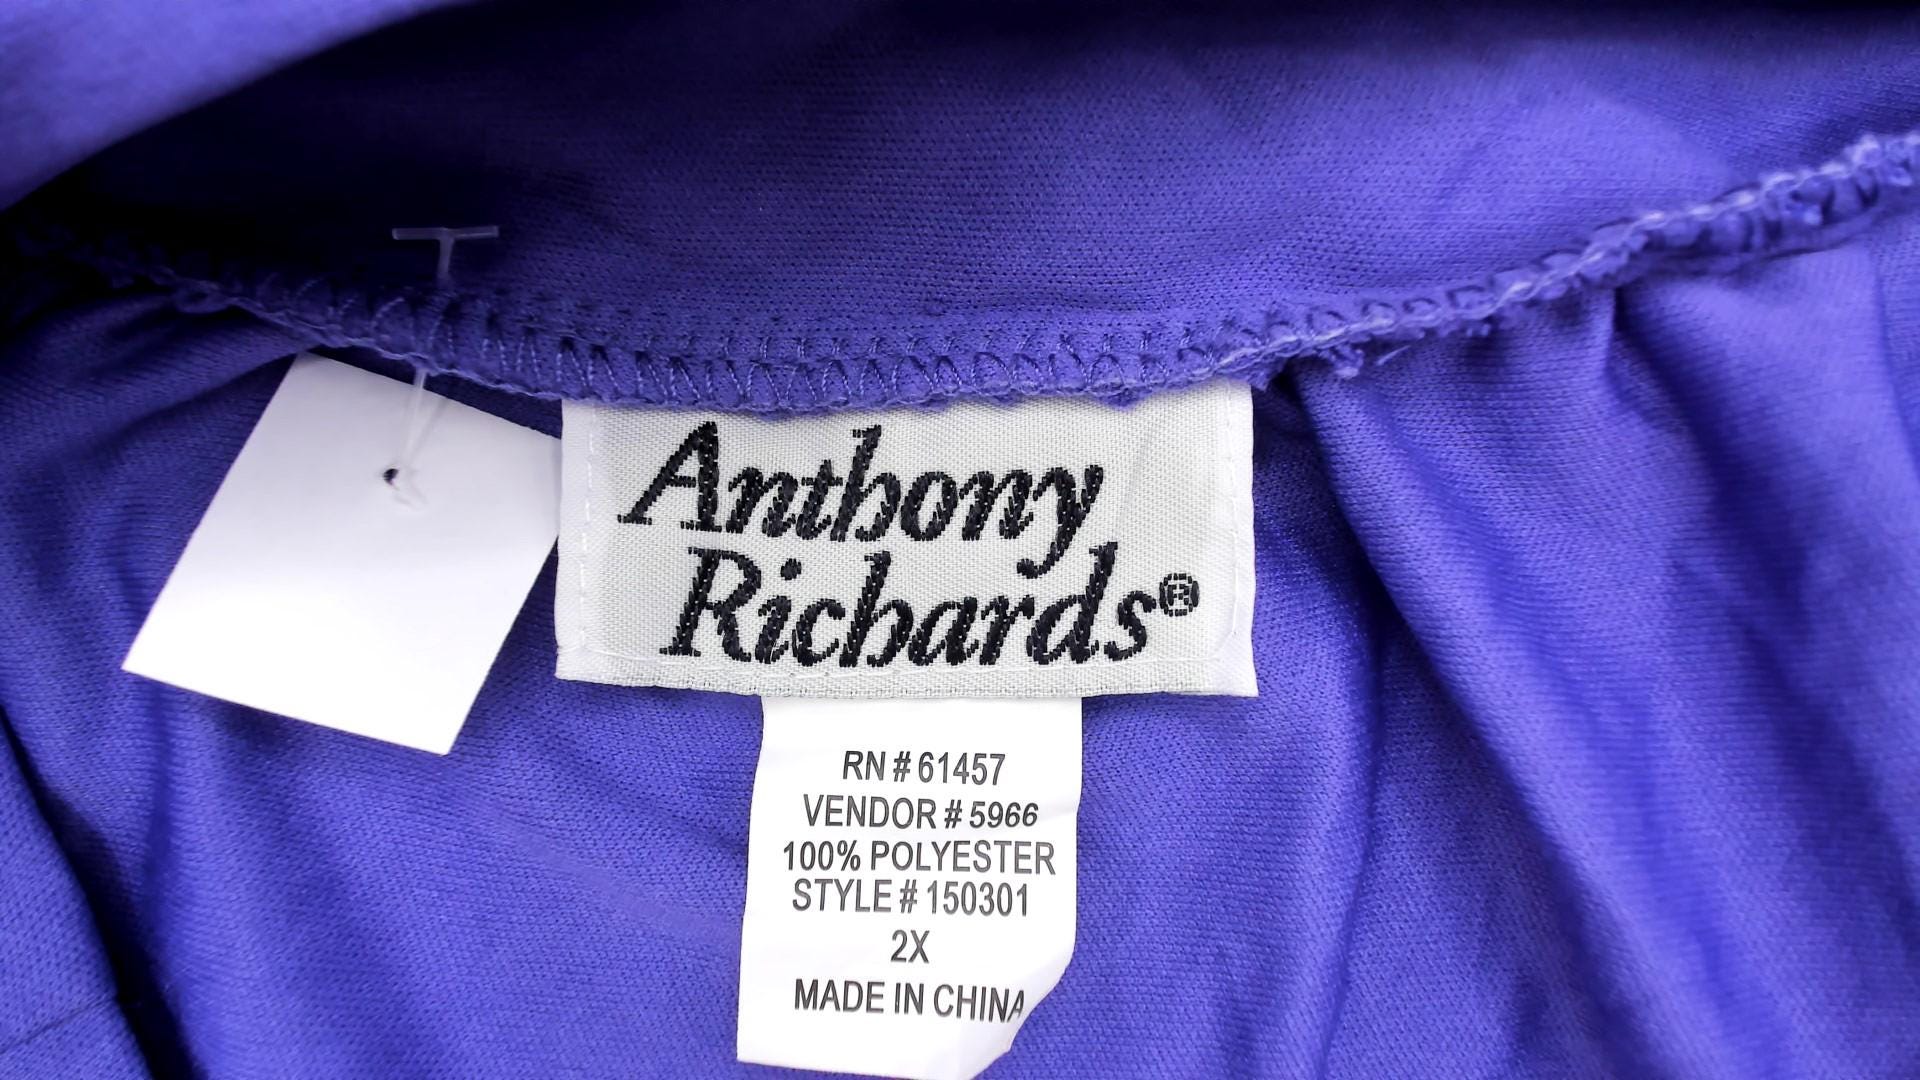 Anthony
Richards®
RN # 61457
VENDOR # 5966
100% POLYESTER
STYLE # 150301
2X
MADE IN CHINA